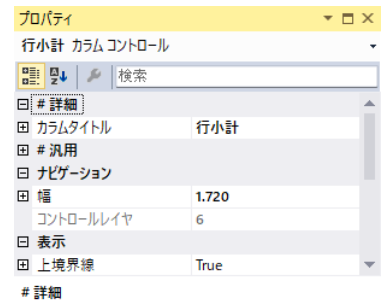 プロパティ
行小計 カラム コントロール
検索
# 詳細
カラムタイトル 行小計
# 汎用
ナビゲーション
幅 1.720
コントロールレイヤ 6
表示
上境界線 True
# 詳細